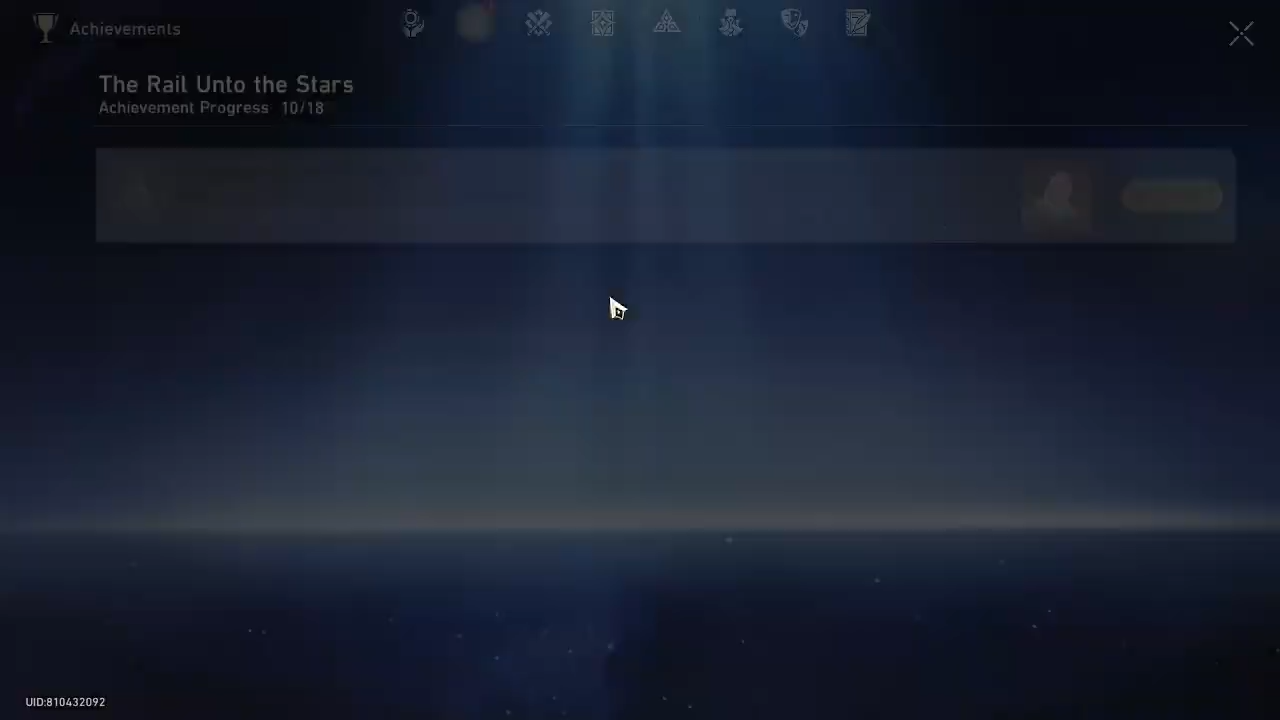 Achievements
The Rail Unto the Stars
Achievement Progress 10/18
UID:810432092